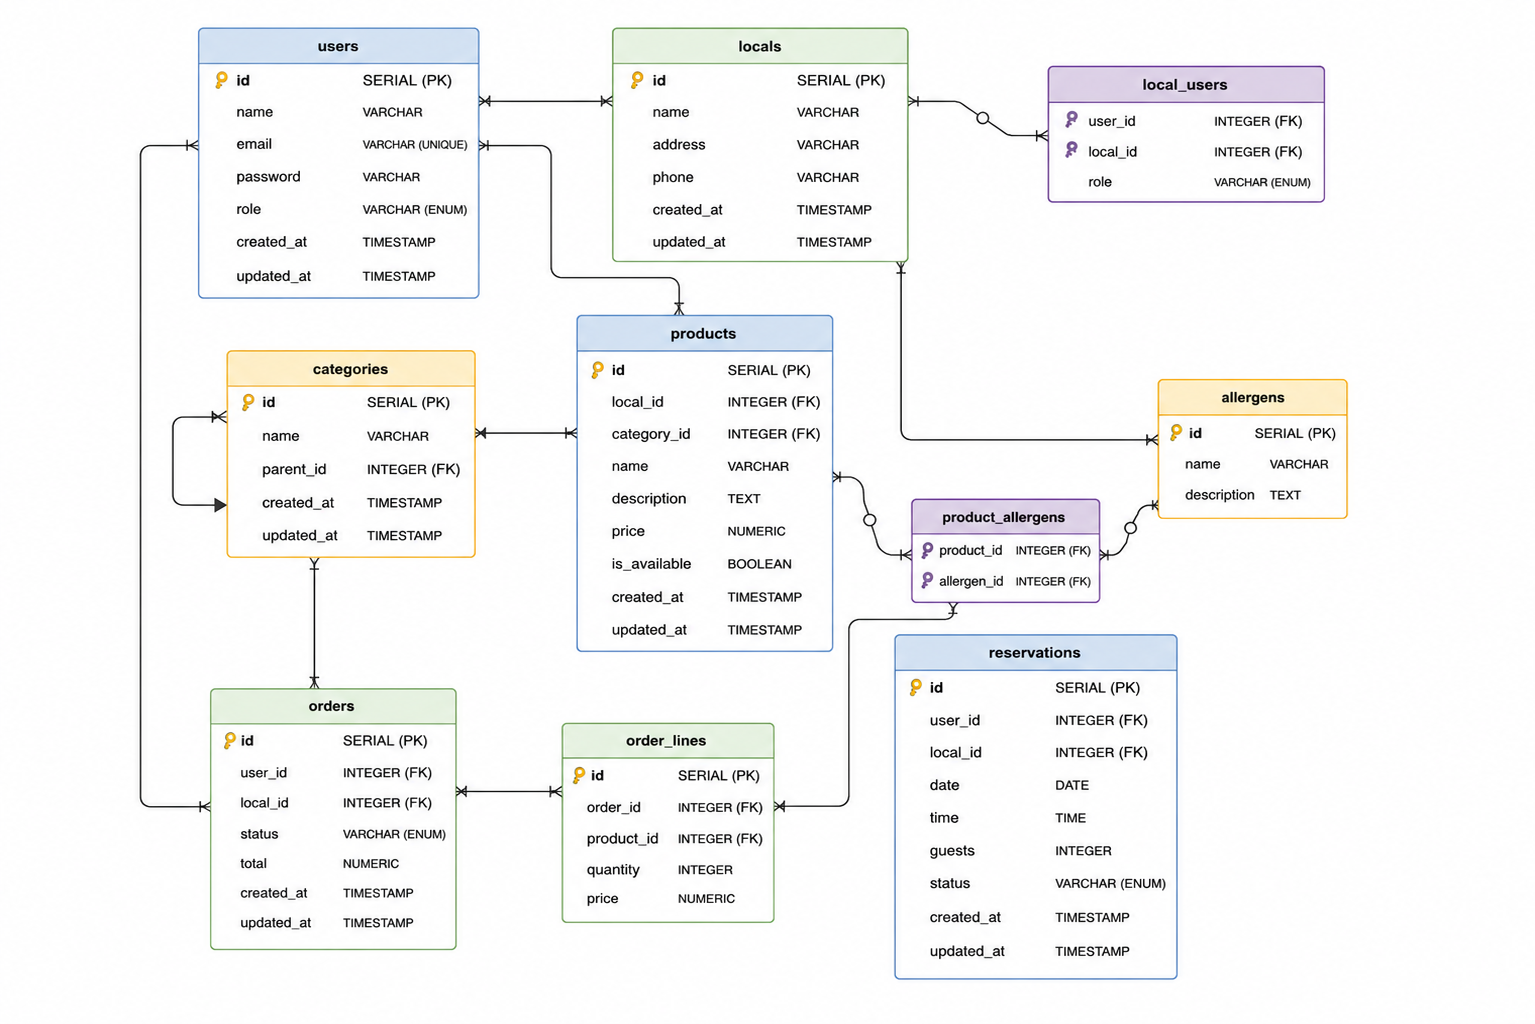 users
id SERIAL (PK)
name VARCHAR
email VARCHAR (UNIQUE)
password VARCHAR
role VARCHAR (ENUM)
created_at TIMESTAMP
updated_at TIMESTAMP
locals
id SERIAL (PK)
name VARCHAR
address VARCHAR
phone VARCHAR
created_at TIMESTAMP
updated_at TIMESTAMP
local_users
user_id INTEGER (FK)
local_id INTEGER (FK)
role VARCHAR (ENUM)
categories
id SERIAL (PK)
name VARCHAR
parent_id INTEGER (FK)
created_at TIMESTAMP
updated_at TIMESTAMP
products
id SERIAL (PK)
local_id INTEGER (FK)
category_id INTEGER (FK)
name VARCHAR
description TEXT
price NUMERIC
is_available BOOLEAN
created_at TIMESTAMP
updated_at TIMESTAMP
allergens
id SERIAL (PK)
name VARCHAR
description TEXT
product_allergens
product_id INTEGER (FK)
allergen_id INTEGER (FK)
orders
id SERIAL (PK)
user_id INTEGER (FK)
local_id INTEGER (FK)
status VARCHAR (ENUM)
total NUMERIC
created_at TIMESTAMP
updated_at TIMESTAMP
order_lines
id SERIAL (PK)
order_id INTEGER (FK)
product_id INTEGER (FK)
quantity INTEGER
price NUMERIC
reservations
id SERIAL (PK)
user_id INTEGER (FK)
local_id INTEGER (FK)
date DATE
time TIME
guests INTEGER
status VARCHAR (ENUM)
created_at TIMESTAMP
updated_at TIMESTAMP